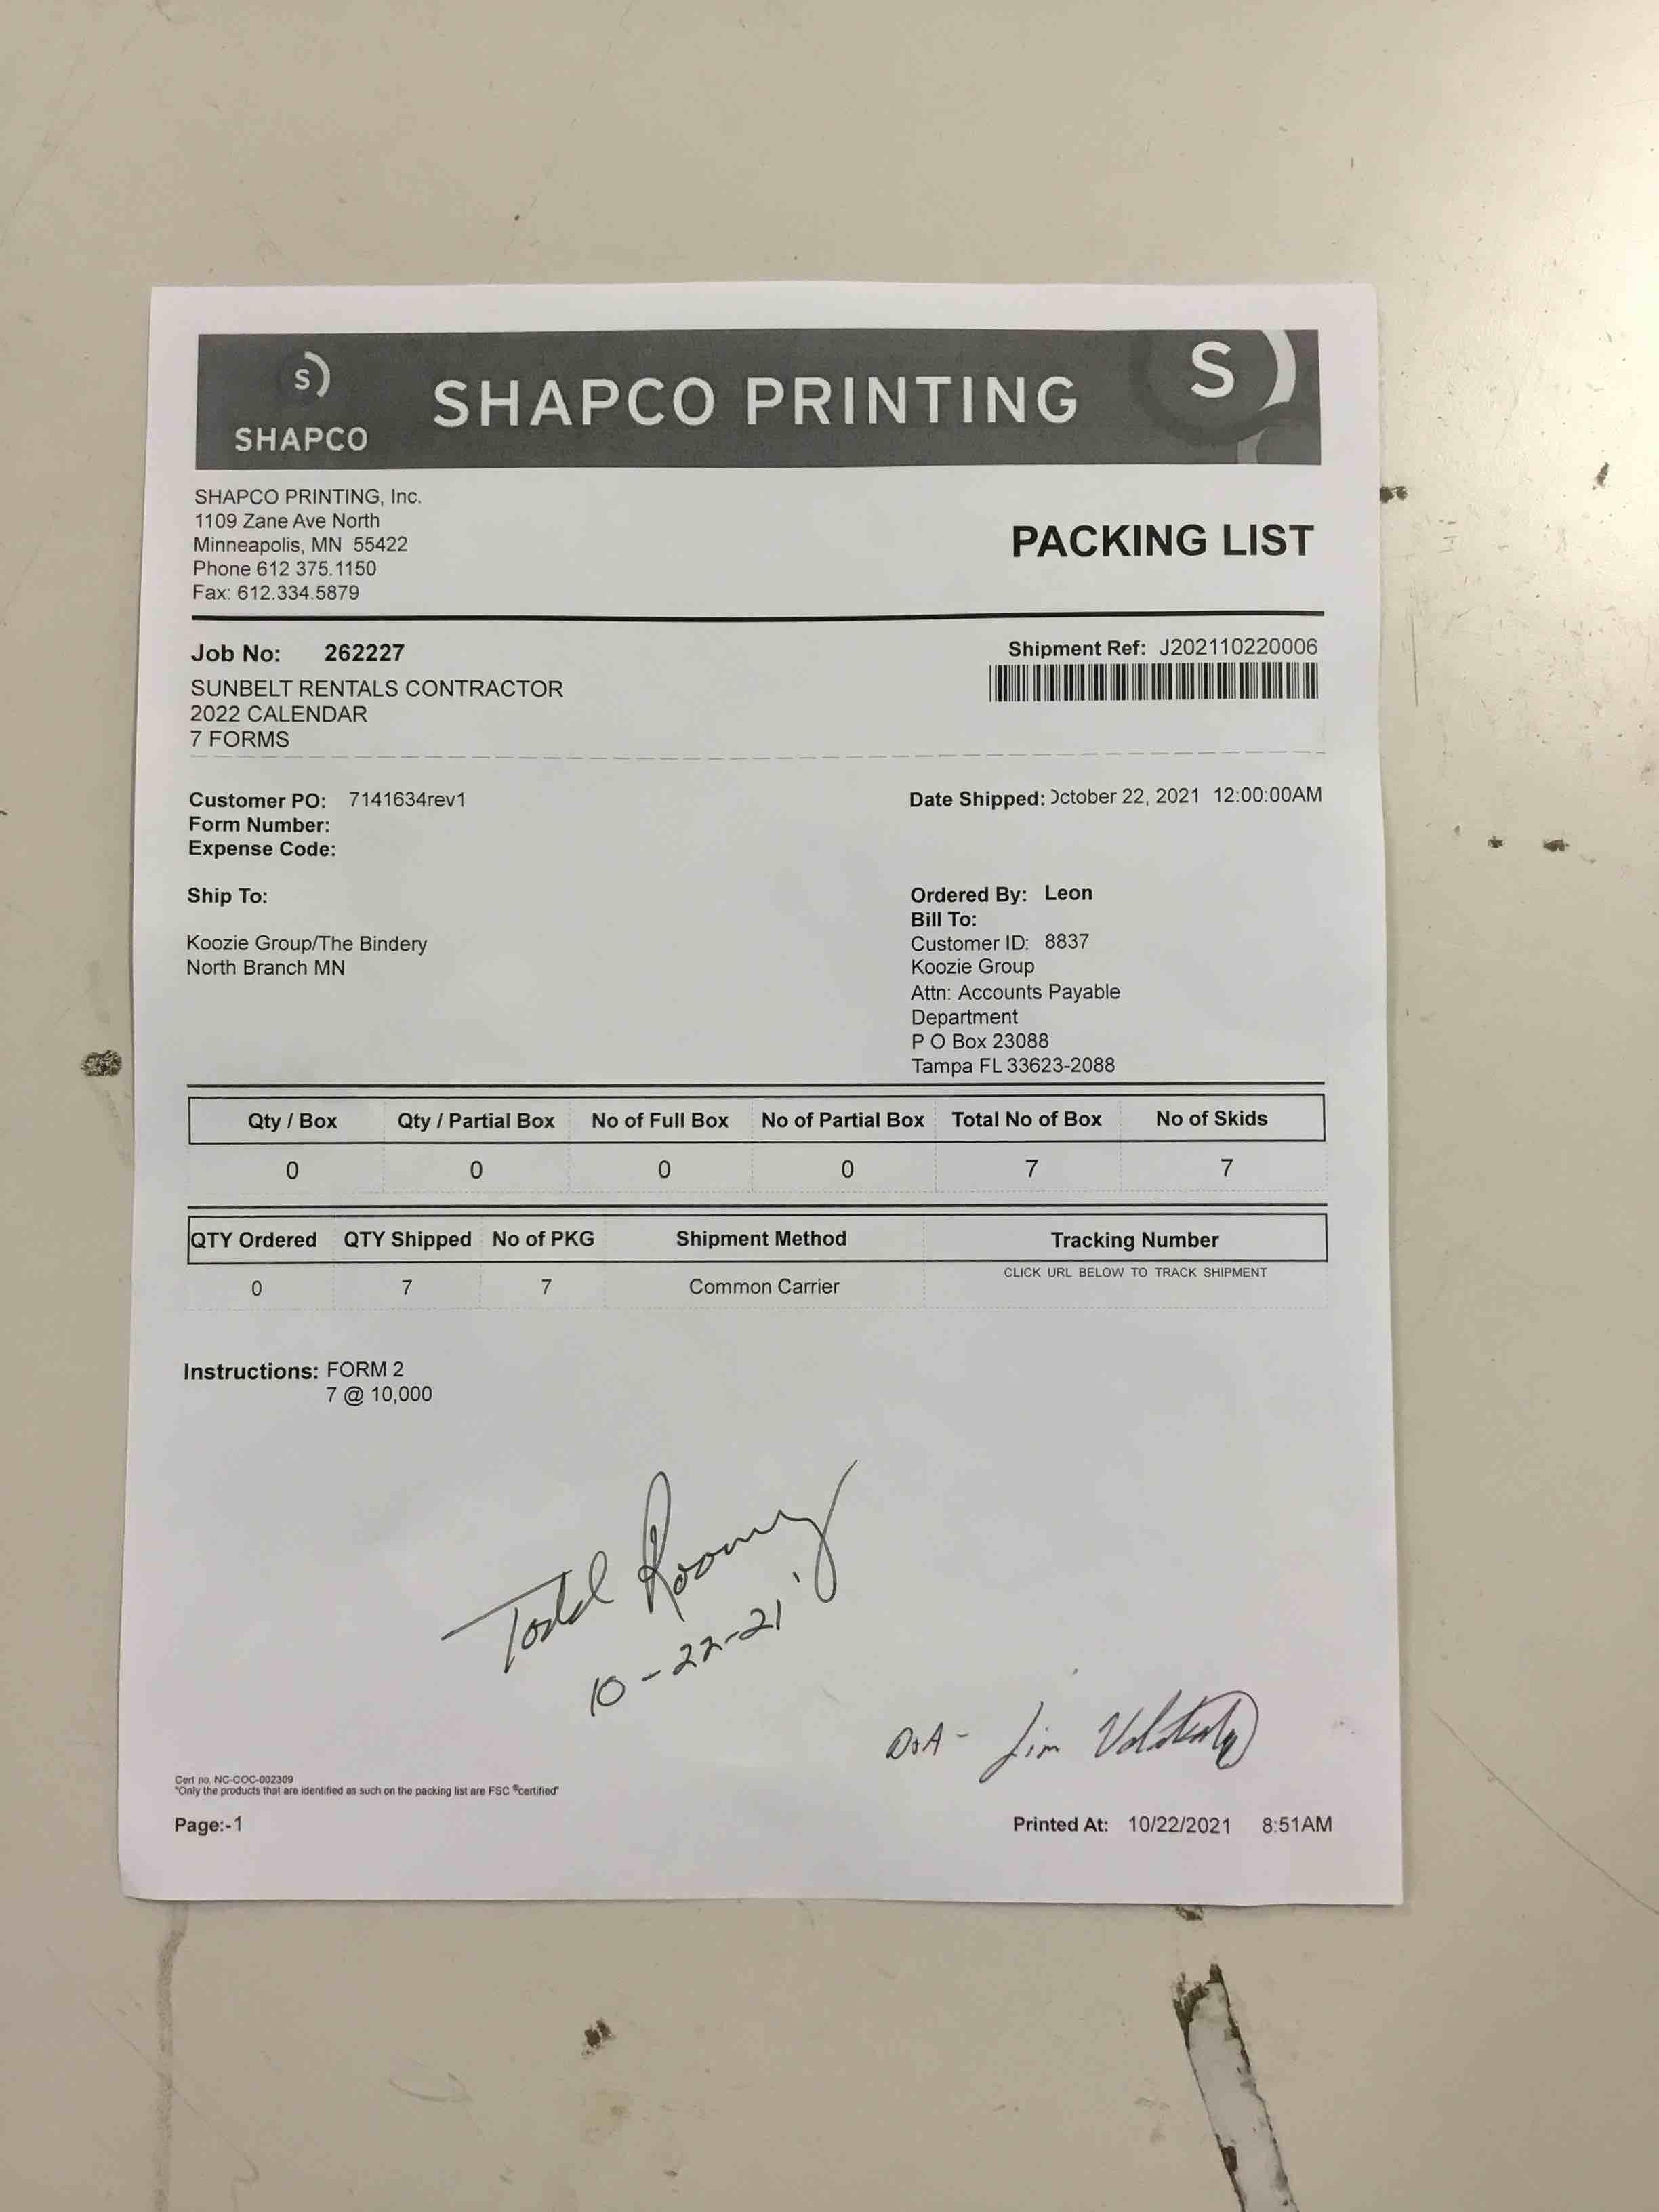 S)
SHAPCO
SHAPCO PRINTING
S)
SHAPCO PRINTING, Inc.
1109 Zane Ave North
Minneapolis, MN 55422
Phone 612 375.1150
Fax: 612.334.5879
PACKING LIST
Job No: 262227
SUNBELT RENTALS CONTRACTOR
2022 CALENDAR
7 FORMS
Shipment Ref: J202110220006
Customer PO: 7141634rev1
Form Number:
Expense Code:
Date Shipped: October 22, 2021 12:00:00AM
Ship To:
Koozie Group/The Bindery
North Branch MN
Ordered By: Leon
Bill To:
Customer ID: 8837
Koozie Group
Attn: Accounts Payable
Department
P O Box 23088
Tampa FL 33623-2088
Qty / Box Qty / Partial Box No of Full Box No of Partial Box Total No of Box No of Skids
0 0 0 0 7 7
QTY Ordered QTY Shipped No of PKG Shipment Method Tracking Number
0 7 7 Common Carrier CLICK URL BELOW TO TRACK SHIPMENT
Instructions: FORM 2
7 @ 10,000
Todd Rooney
10-22-21
Jim
Cert no. NC-COC-002309
"Only the products that are identified as such on the packing list are FSC ®certified"
Page:-1
Printed At: 10/22/2021 8:51AM